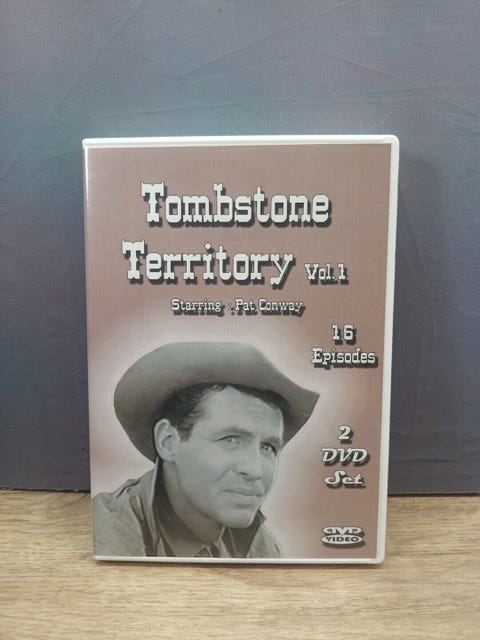 Tombstone
Territory Vol. 1
Starring : Pat Conway
16
Episodes
2
DVD
Set
DVD
VIDEO